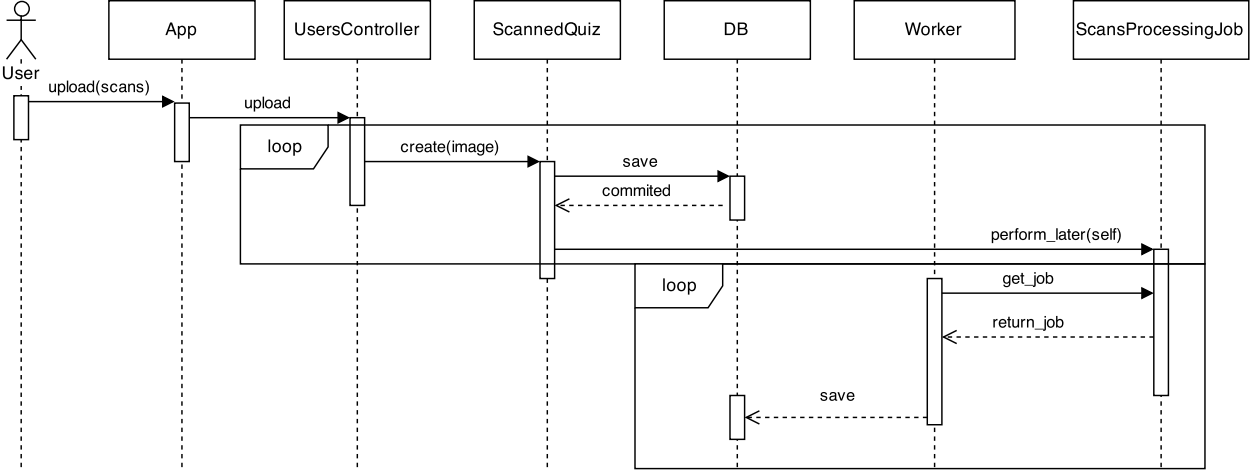 App
UsersController
ScannedQuiz
DB
Worker
ScansProcessingJob
User
upload(scans)
upload
loop
create(image)
save
commited
perform_later(self)
loop
get_job
return_job
save